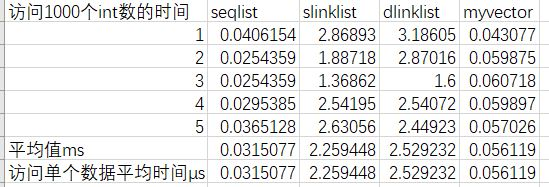 访问1000个int数的时间 seqlist slinklist dlinklist myvector
1 0.0406154 2.86893 3.18605 0.043077
2 0.0254359 1.88718 2.87016 0.059875
3 0.0254359 1.36862 1.6 0.060718
4 0.0295385 2.54195 2.54072 0.059897
5 0.0365128 2.63056 2.44923 0.057026
平均值ms 0.0315077 2.259448 2.529232 0.056119
访问单个数据平均时间μs 0.0315077 2.259448 2.529232 0.056119